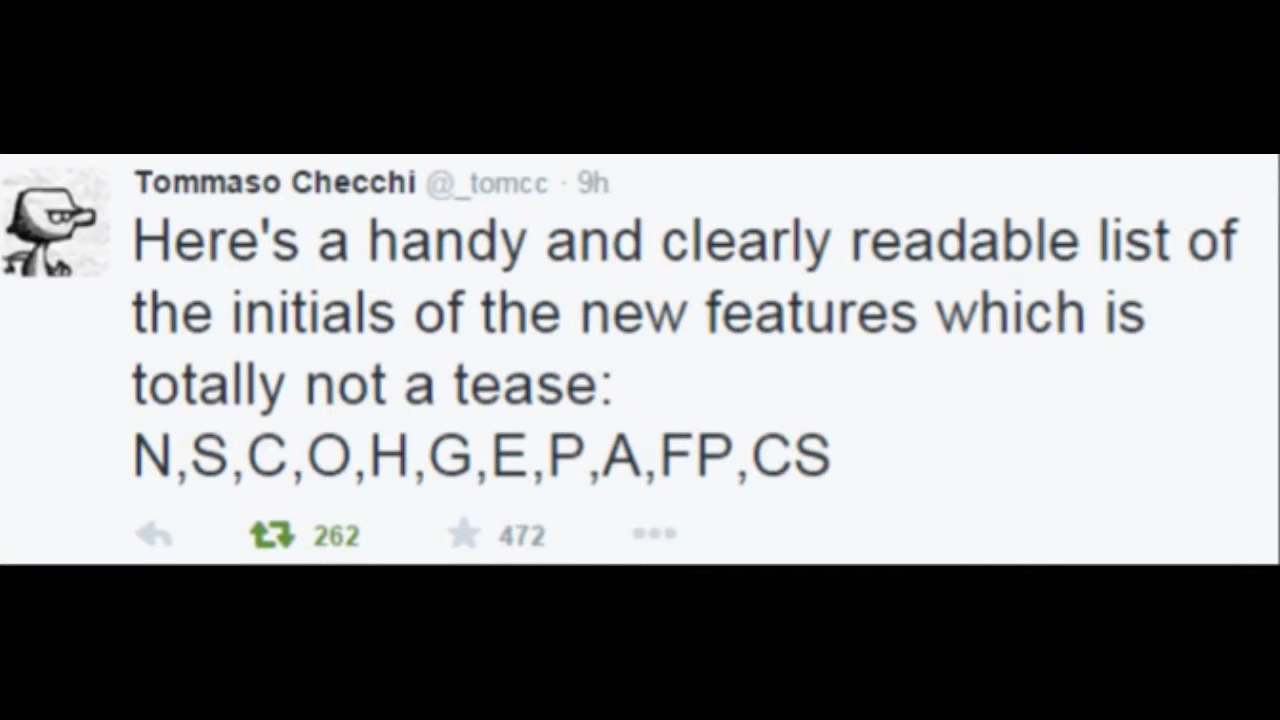 Tommaso Checchi @_tomcc · 9h
Here's a handy and clearly readable list of
the initials of the new features which is
totally not a tease:
N,S,C,O,H,G,E,P,A,FP,CS
262 472